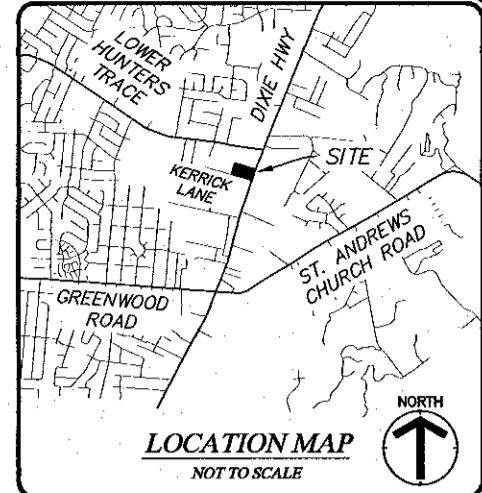 LOWER
HUNTERS
TRACE
DIXIE HWY
SITE
KERRICK
LANE
ST. ANDREWS
CHURCH ROAD
GREENWOOD
ROAD
NORTH
LOCATION MAP
NOT TO SCALE